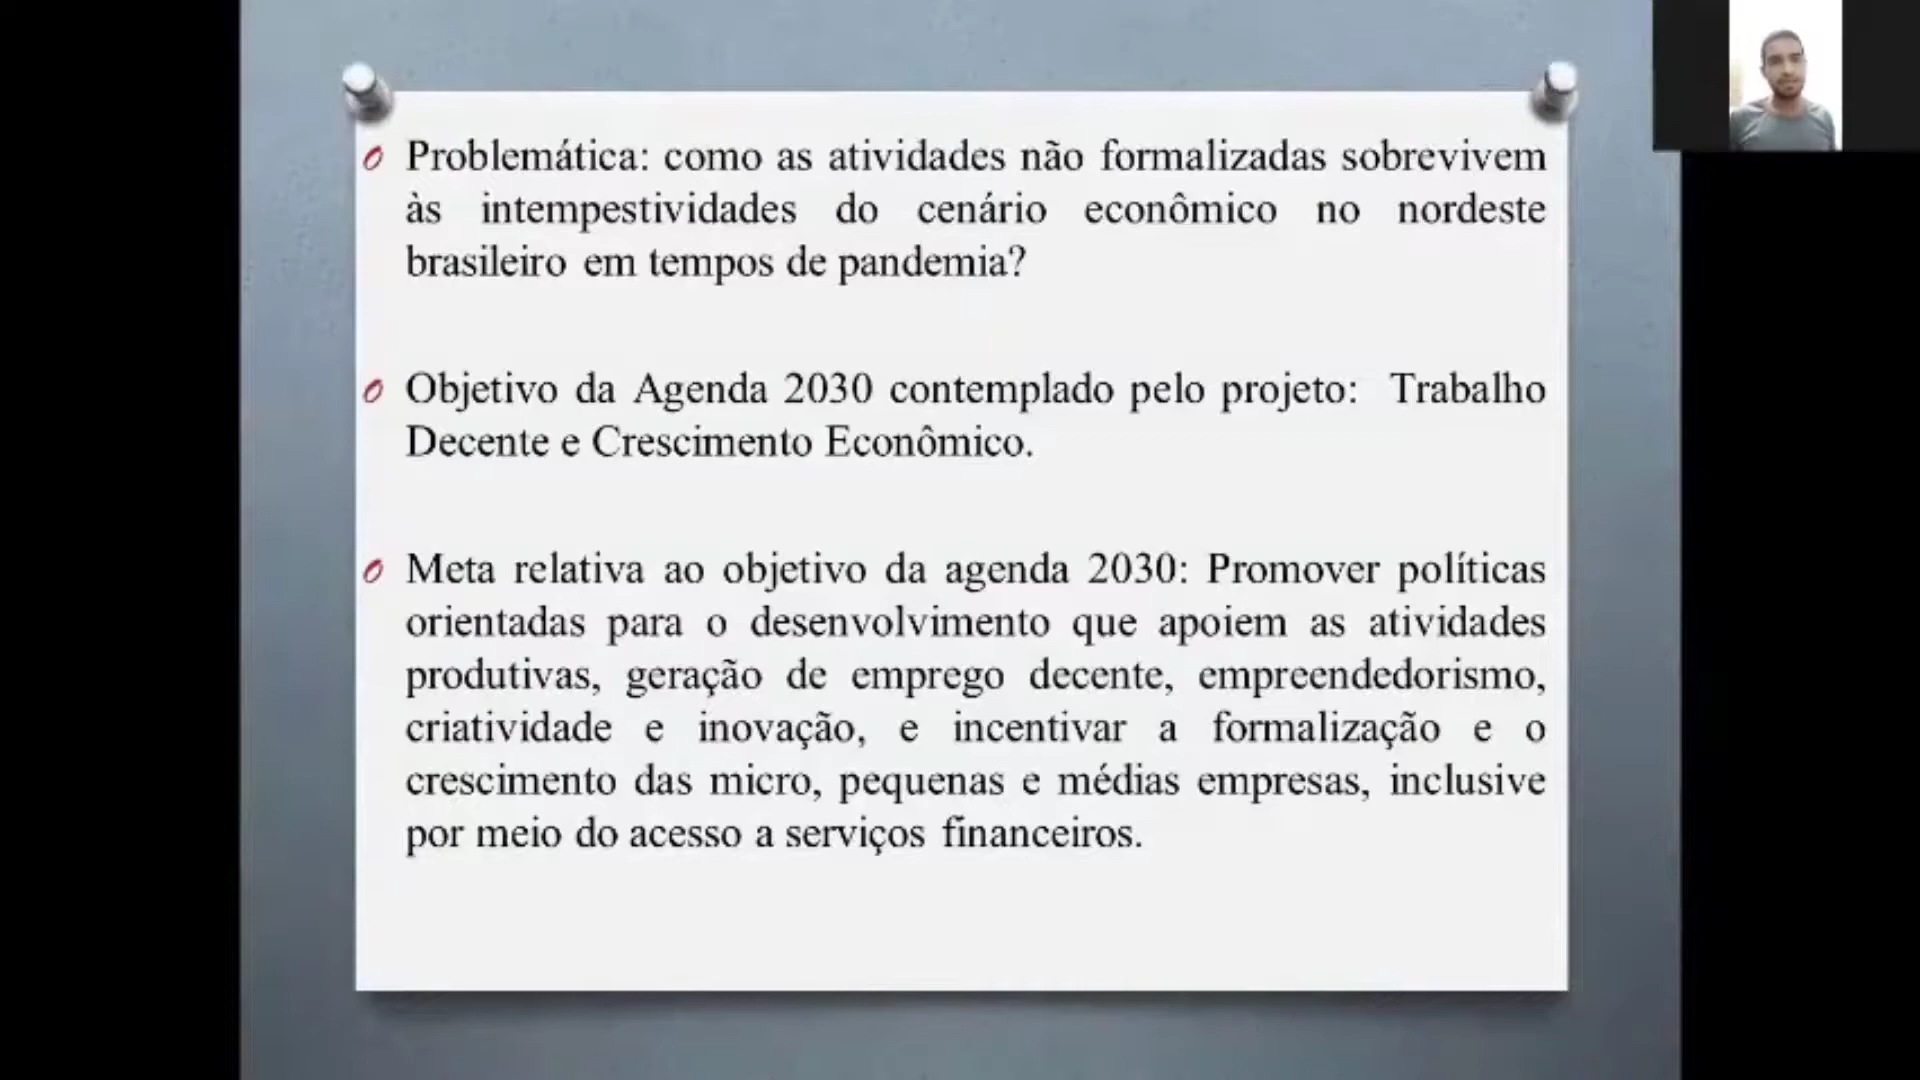 Problemática: como as atividades não formalizadas sobrevivem
às intempestividades do cenário econômico no nordeste
brasileiro em tempos de pandemia?
Objetivo da Agenda 2030 contemplado pelo projeto: Trabalho
Decente e Crescimento Econômico.
Meta relativa ao objetivo da agenda 2030: Promover políticas
orientadas para o desenvolvimento que apoiem as atividades
produtivas, geração de emprego decente, empreendedorismo,
criatividade e inovação, e incentivar a formalização e o
crescimento das micro, pequenas e médias empresas, inclusive
por meio do acesso a serviços financeiros.